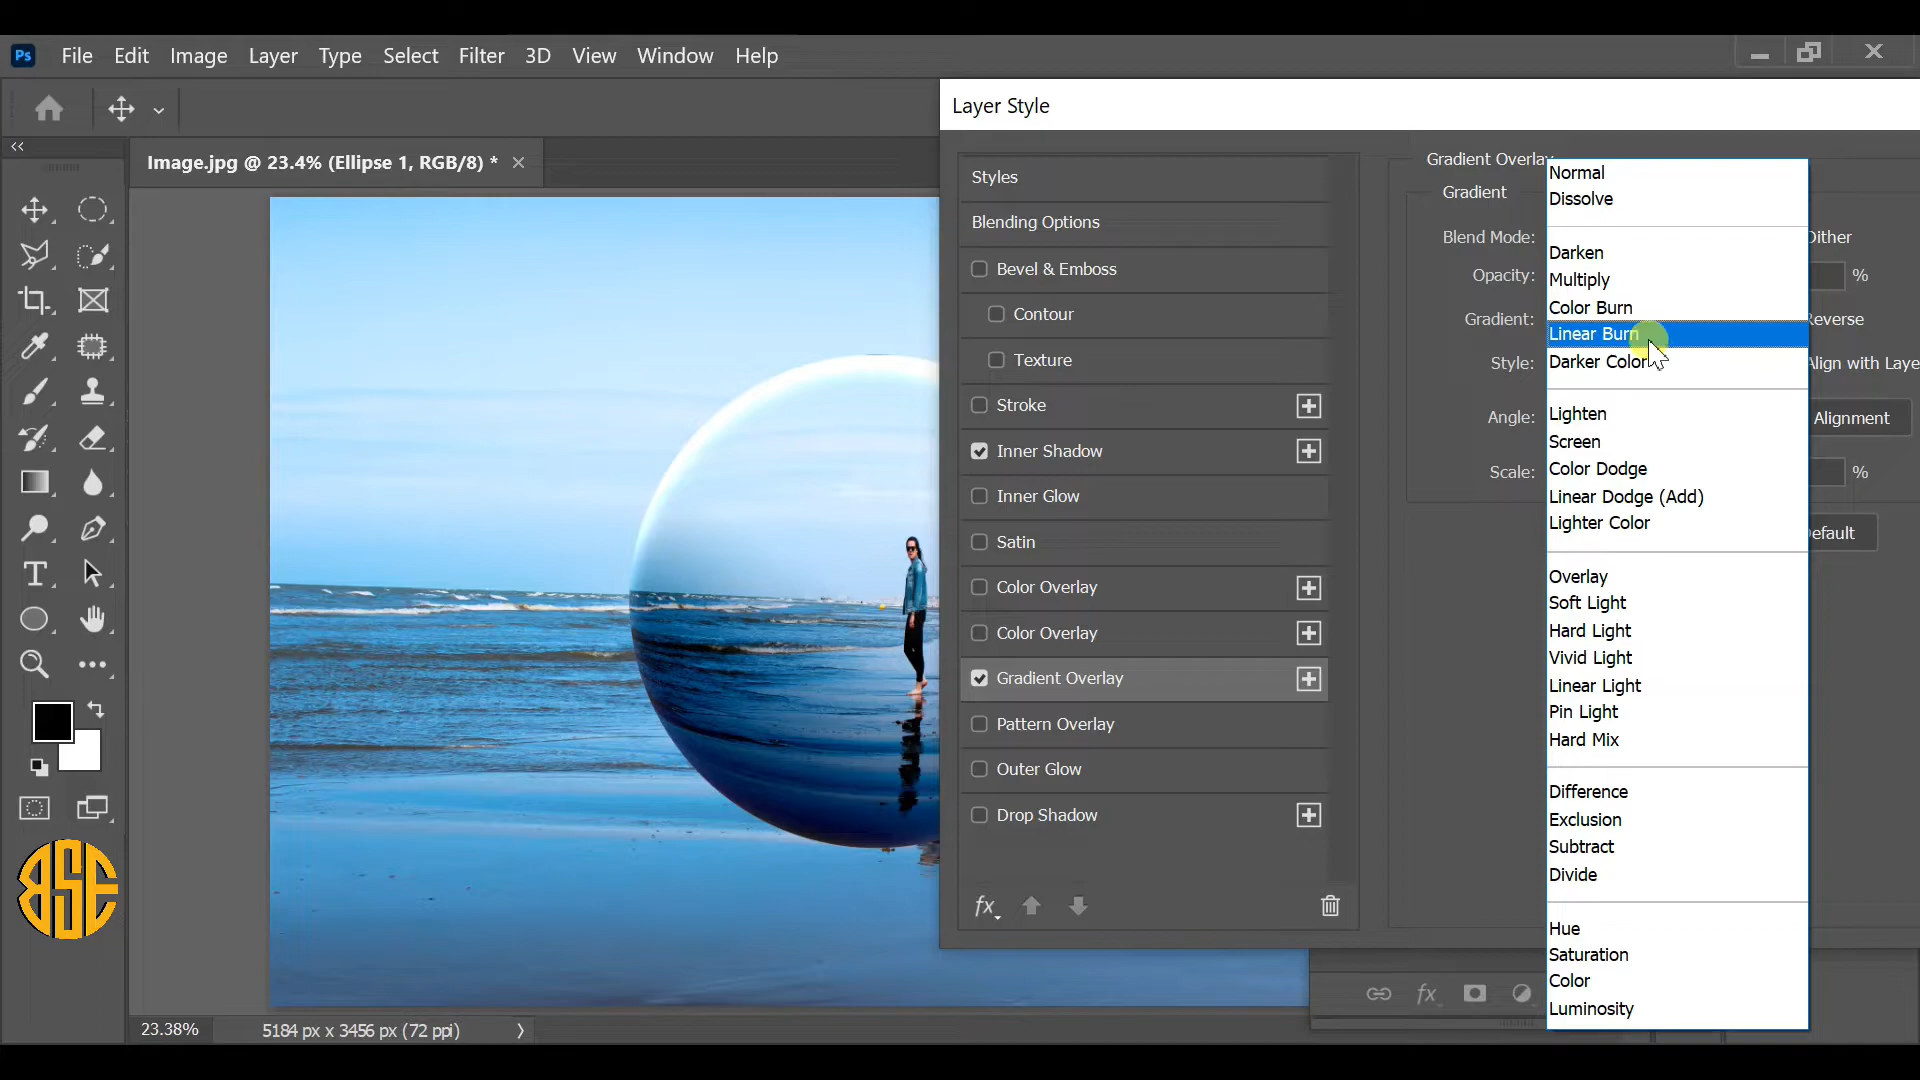 Ps File Edit Image Layer Type Select Filter 3D View Window Help
Layer Style
Image.jpg @ 23.4% (Ellipse 1, RGB/8) *
Styles
Blending Options
Bevel & Emboss
Contour
Texture
Stroke
Inner Shadow
Inner Glow
Satin
Color Overlay
Color Overlay
Gradient Overlay
Pattern Overlay
Outer Glow
Drop Shadow
fx
Gradient Overlay
Gradient
Blend Mode:
Opacity:
Gradient:
Style:
Angle:
Scale:
Normal
Dissolve
Darken
Multiply
Color Burn
Linear Burn
Darker Color
Lighten
Screen
Color Dodge
Linear Dodge (Add)
Lighter Color
Overlay
Soft Light
Hard Light
Vivid Light
Linear Light
Pin Light
Hard Mix
Difference
Exclusion
Subtract
Divide
Hue
Saturation
Color
Luminosity
Dither
%
Reverse
Align with Laye
Alignment
%
efault
fx
BSE
23.38% 5184 px x 3456 px (72 ppi)